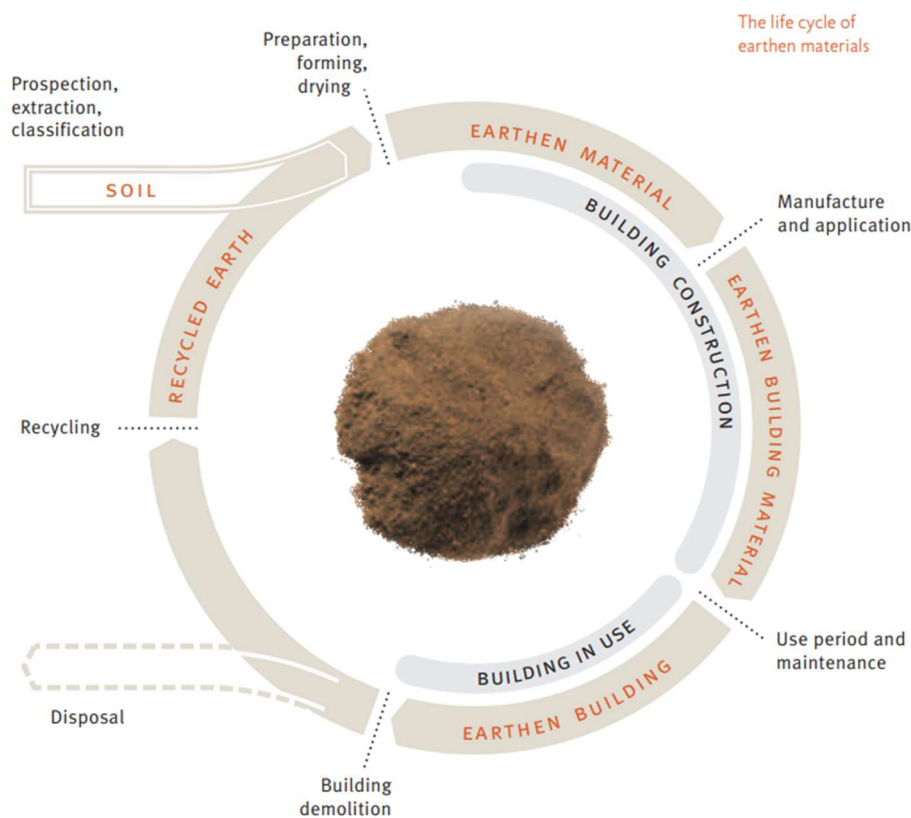 The life cycle of
earthen materials
Preparation,
forming,
drying
Prospection,
extraction,
classification
SOIL
EARTHEN MATERIAL
BUILDING CONSTRUCTION
Manufacture
and application
EARTHEN BUILDING MATERIAL
RECYCLED EARTH
Recycling
Use period and
maintenance
BUILDING IN USE
EARTHEN BUILDING
Disposal
Building
demolition